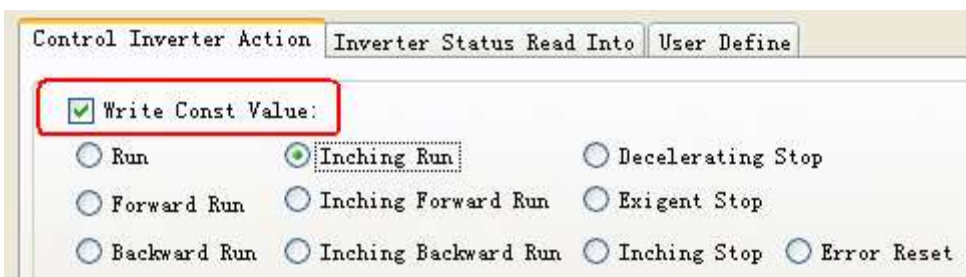 Control Inverter Action Inverter Status Read Into User Define
Write Const Value:
Run Inching Run Decelerating Stop
Forward Run Inching Forward Run Exigent Stop
Backward Run Inching Backward Run Inching Stop Error Reset